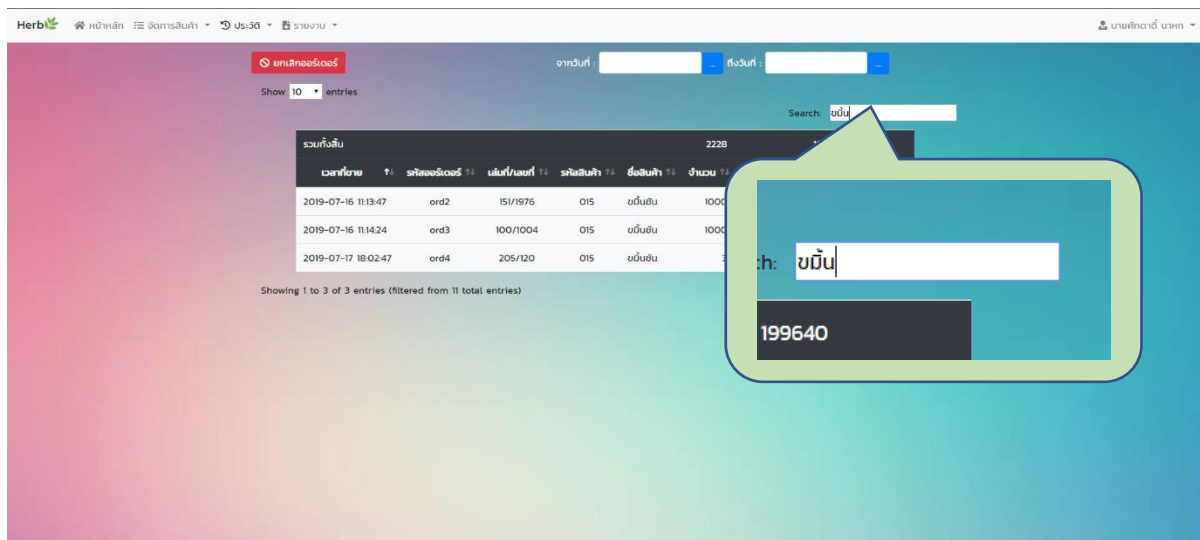 Herb หน้าหลัก จัดการสินค้า ประวัติ รายงาน นายศักดาดิ์ นาหก
ยกเลิกออร์เดอร์ จากวันที่ : ... ถึงวันที่ : ...
Show 10 entries
Search: ขมิ้น
รวมทั้งสิ้น 2228
เวลาที่ขาย รหัสออร์เดอร์ เล่มที่/เลขที่ รหัสสินค้า ชื่อสินค้า จำนวน
2019-07-16 11:13:47 ord2 151/1976 015 ขมิ้นชัน 1000
2019-07-16 11:14:24 ord3 100/1004 015 ขมิ้นชัน 1000
2019-07-17 18:02:47 ord4 205/120 015 ขมิ้นชัน
Showing 1 to 3 of 3 entries (filtered from 11 total entries)
ch: ขมิ้น
199640